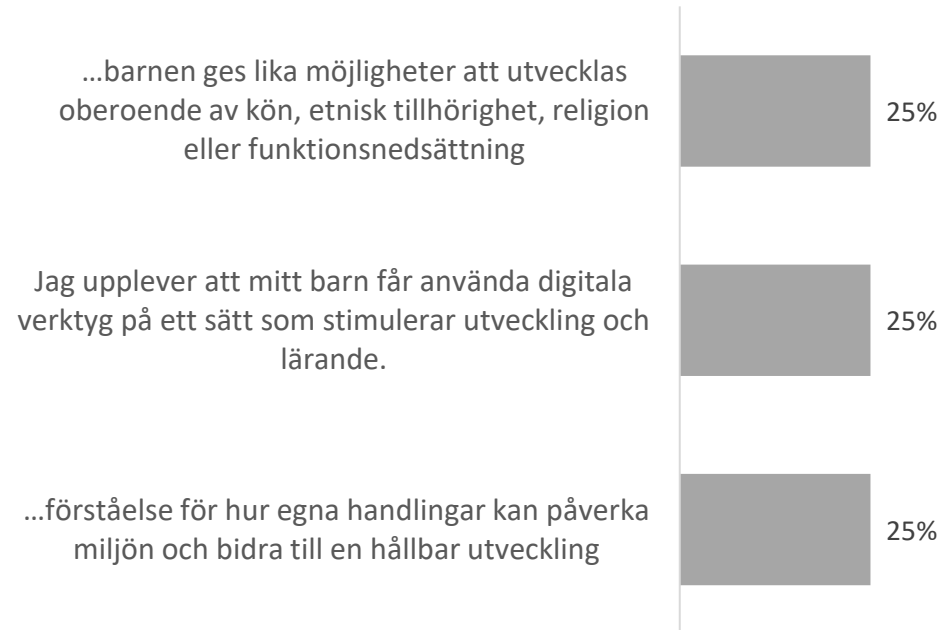 …barnen ges lika möjligheter att utvecklas
oberoende av kön, etnisk tillhörighet, religion
eller funktionsnedsättning
25%
Jag upplever att mitt barn får använda digitala
verktyg på ett sätt som stimulerar utveckling och
lärande.
25%
…förståelse för hur egna handlingar kan påverka
miljön och bidra till en hållbar utveckling
25%